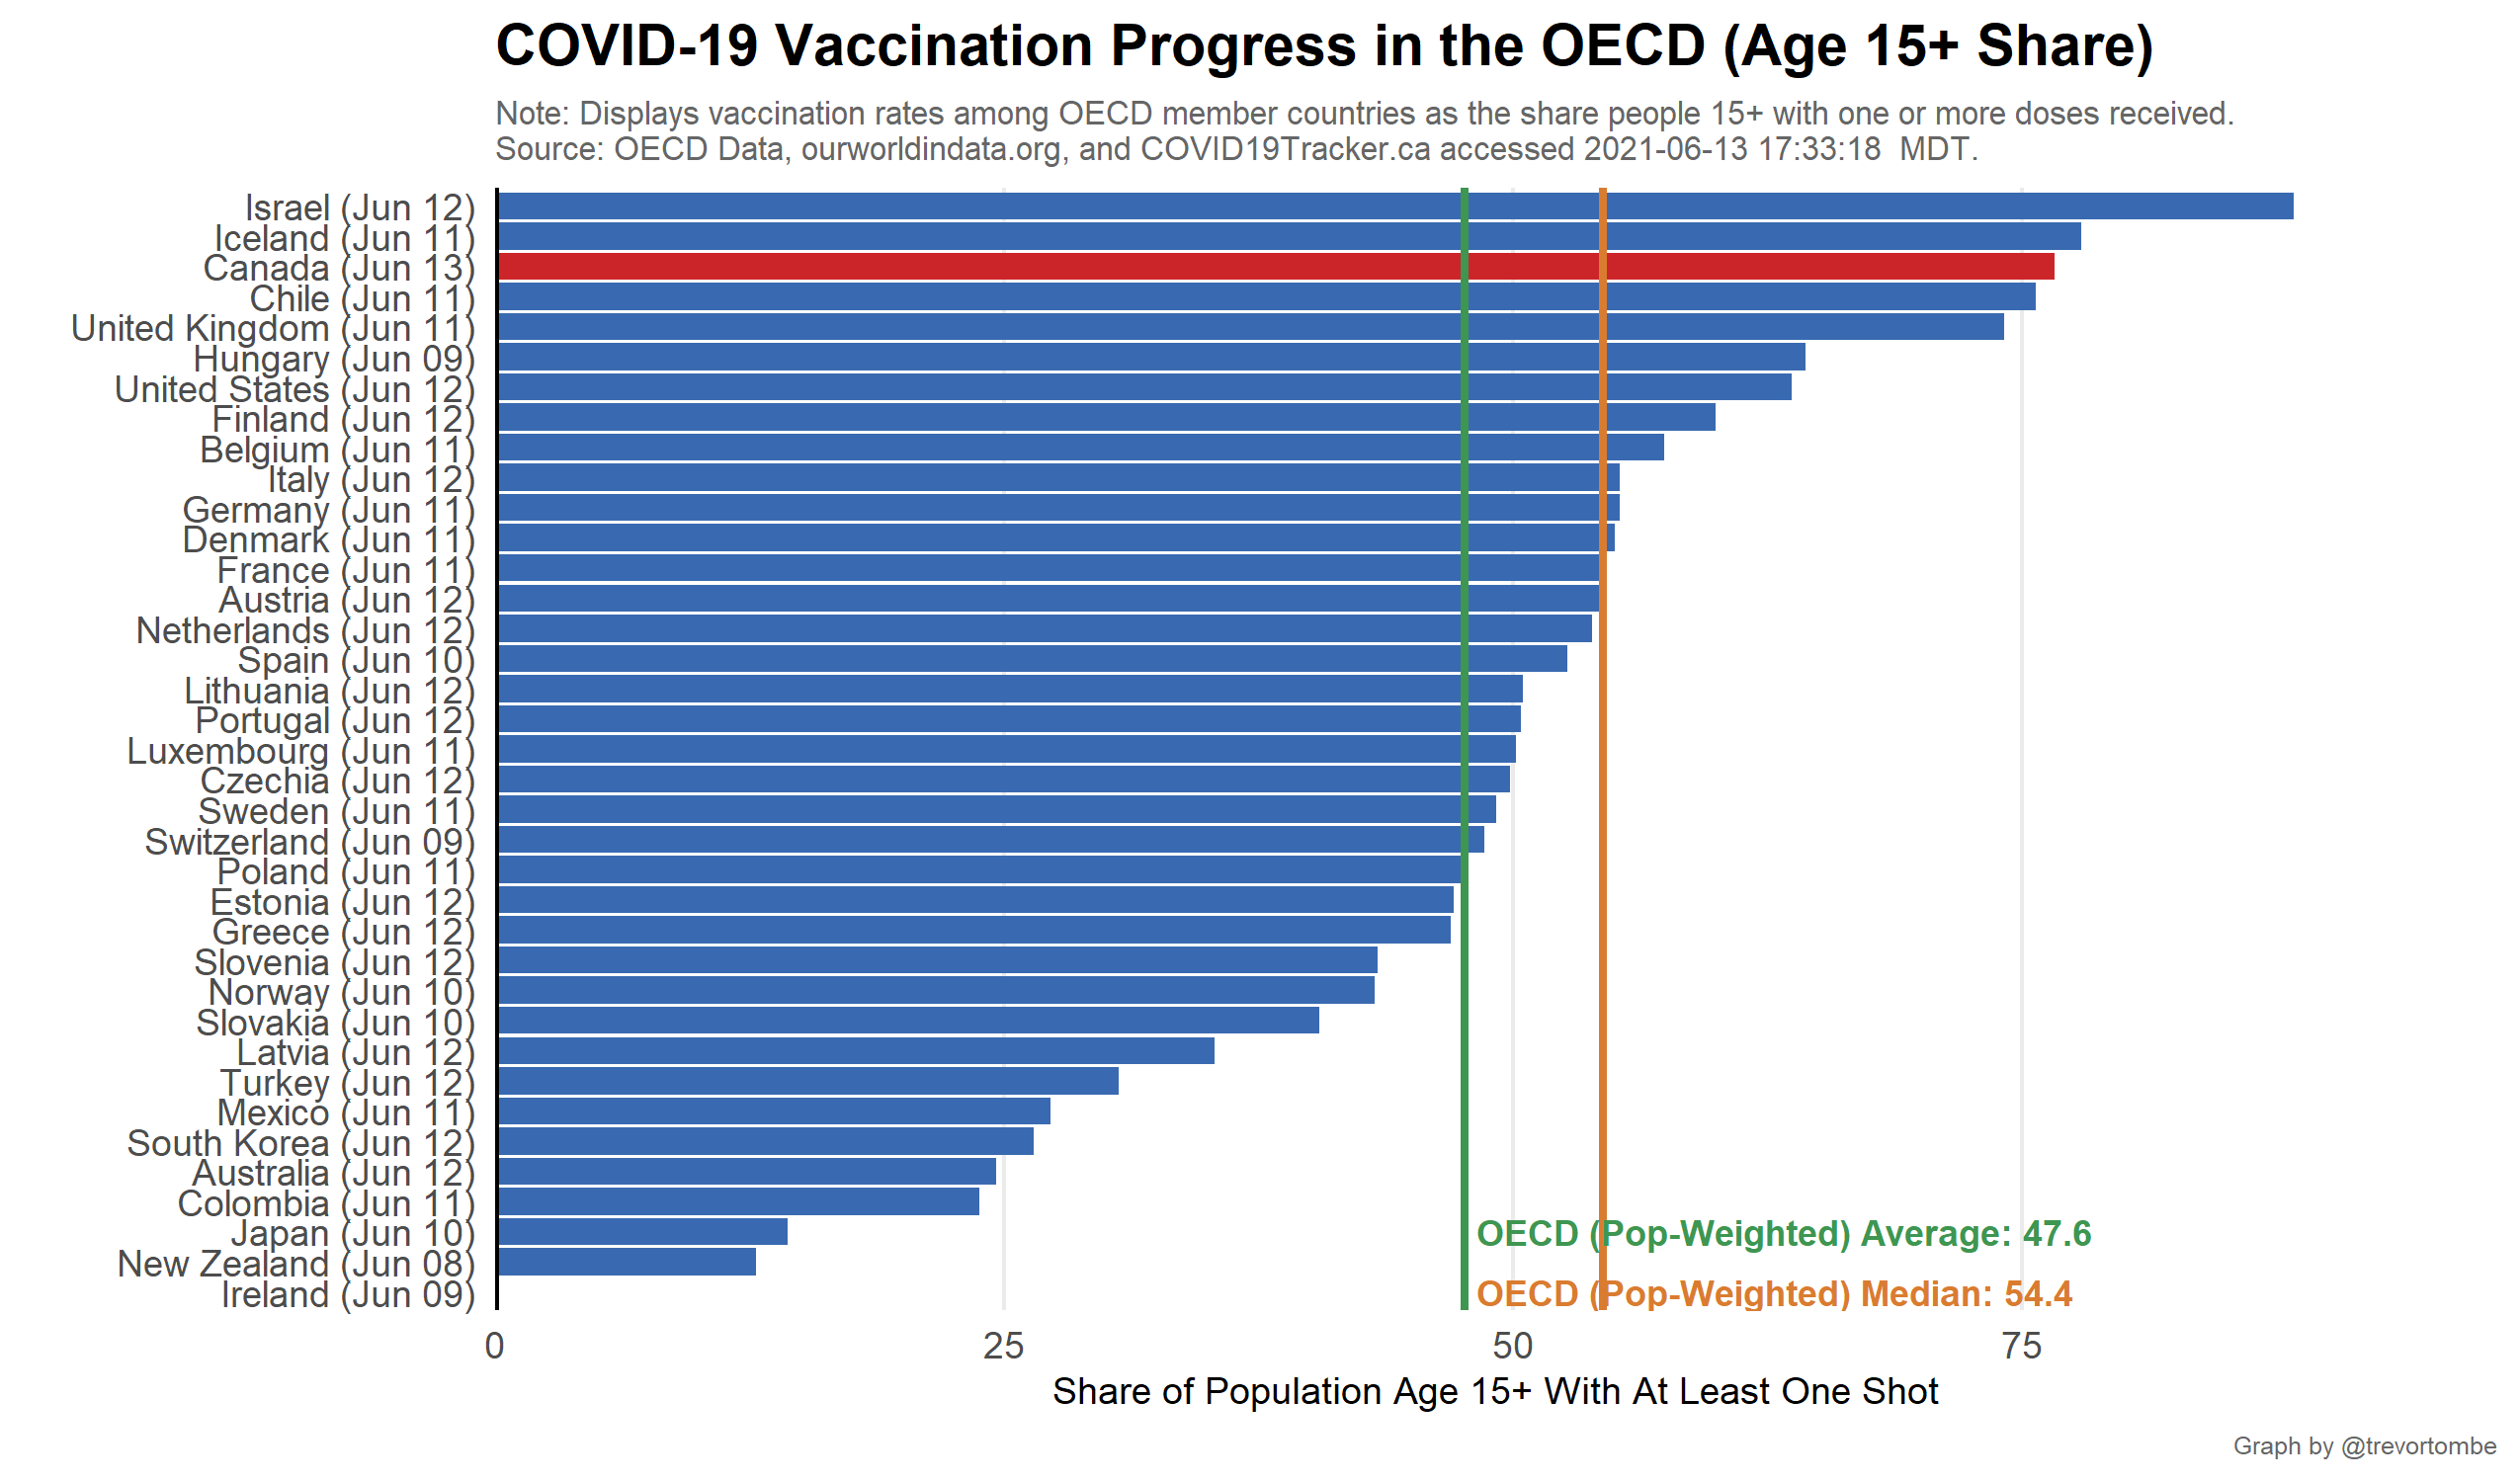 COVID-19 Vaccination Progress in the OECD (Age 15+ Share)
Note: Displays vaccination rates among OECD member countries as the share people 15+ with one or more doses received.
Source: OECD Data, ourworldindata.org, and COVID19Tracker.ca accessed 2021-06-13 17:33:18  MDT.
Israel (Jun 12)
Iceland (Jun 11)
Canada (Jun 13)
Chile (Jun 11)
United Kingdom (Jun 11)
Hungary (Jun 09)
United States (Jun 12)
Finland (Jun 12)
Belgium (Jun 11)
Italy (Jun 12)
Germany (Jun 11)
Denmark (Jun 11)
France (Jun 11)
Austria (Jun 12)
Netherlands (Jun 12)
Spain (Jun 10)
Lithuania (Jun 12)
Portugal (Jun 12)
Luxembourg (Jun 11)
Czechia (Jun 12)
Sweden (Jun 11)
Switzerland (Jun 09)
Poland (Jun 11)
Estonia (Jun 12)
Greece (Jun 12)
Slovenia (Jun 12)
Norway (Jun 10)
Slovakia (Jun 10)
Latvia (Jun 12)
Turkey (Jun 12)
Mexico (Jun 11)
South Korea (Jun 12)
Australia (Jun 12)
Colombia (Jun 11)
Japan (Jun 10)
OECD (Pop-Weighted) Average: 47.6
New Zealand (Jun 08)
Ireland (Jun 09)
OECD (Pop-Weighted) Median: 54.4
0 25 50 75
Share of Population Age 15+ With At Least One Shot
Graph by @trevortombe